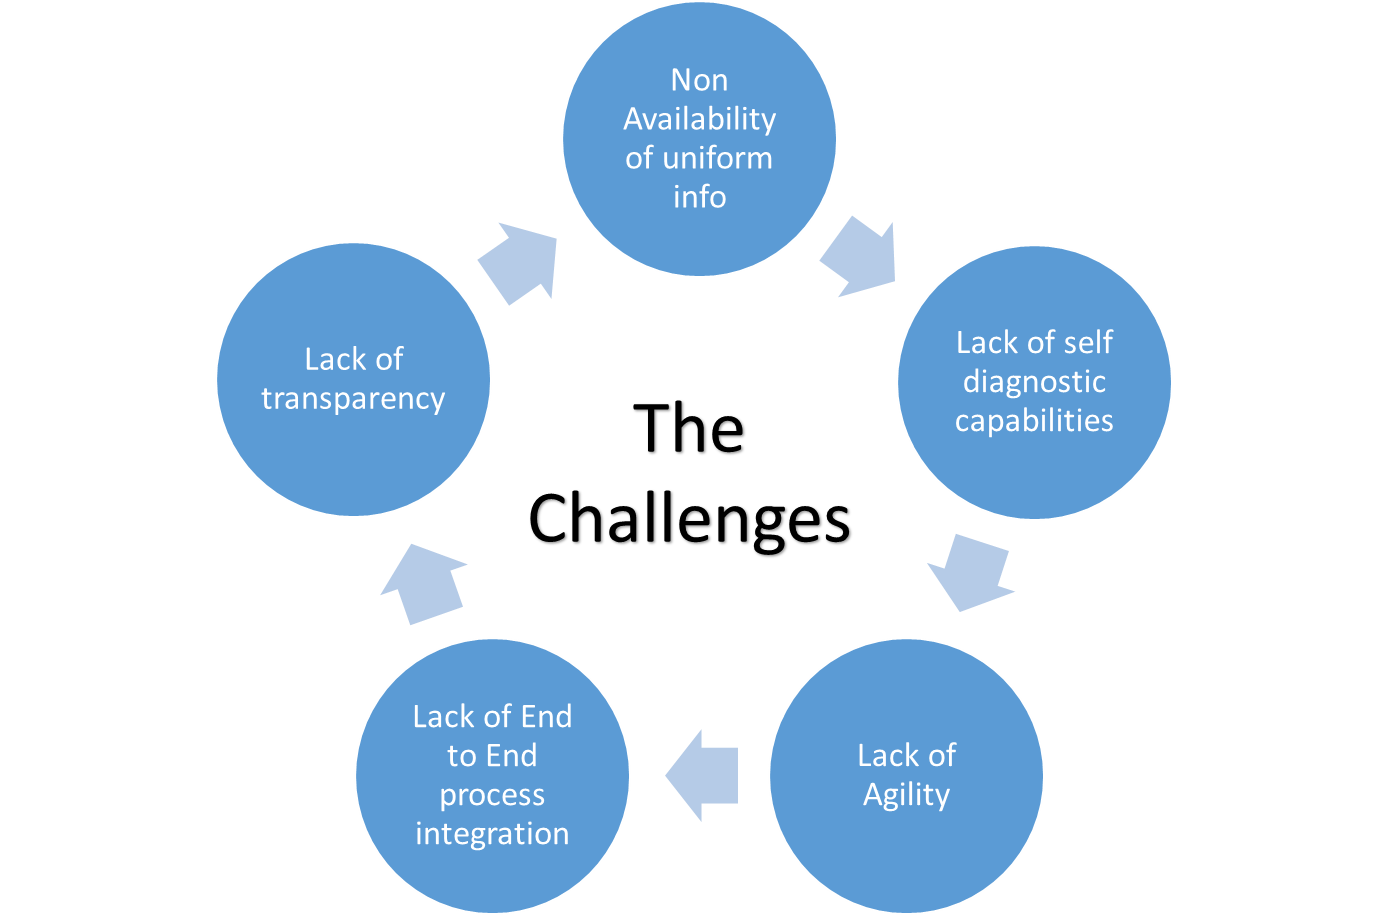 Non
Availability
of uniform
info
Lack of self
diagnostic
capabilities
Lack of
Agility
Lack of End
to End
process
integration
Lack of
transparency
The
Challenges